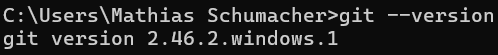 C:\Users\Mathias Schumacher>git --version
git version 2.46.2.windows.1